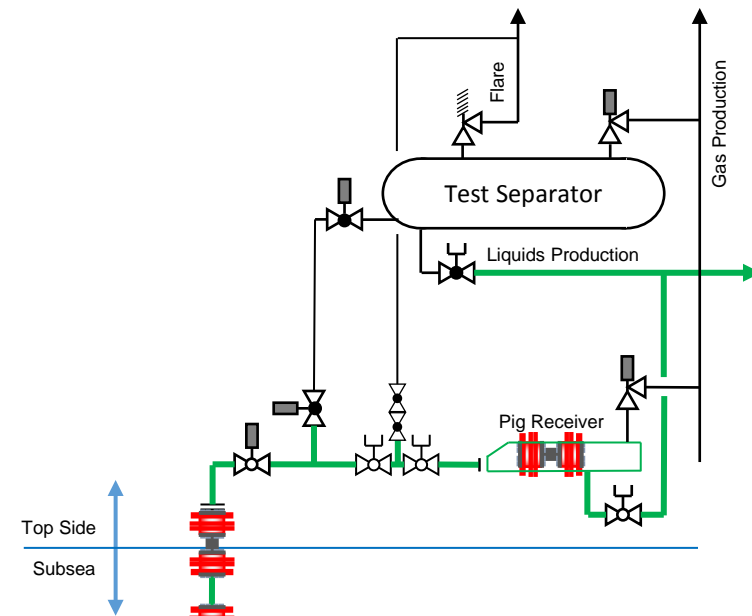 Flare
Gas Production
Test Separator
Liquids Production
Pig Receiver
Top Side
Subsea